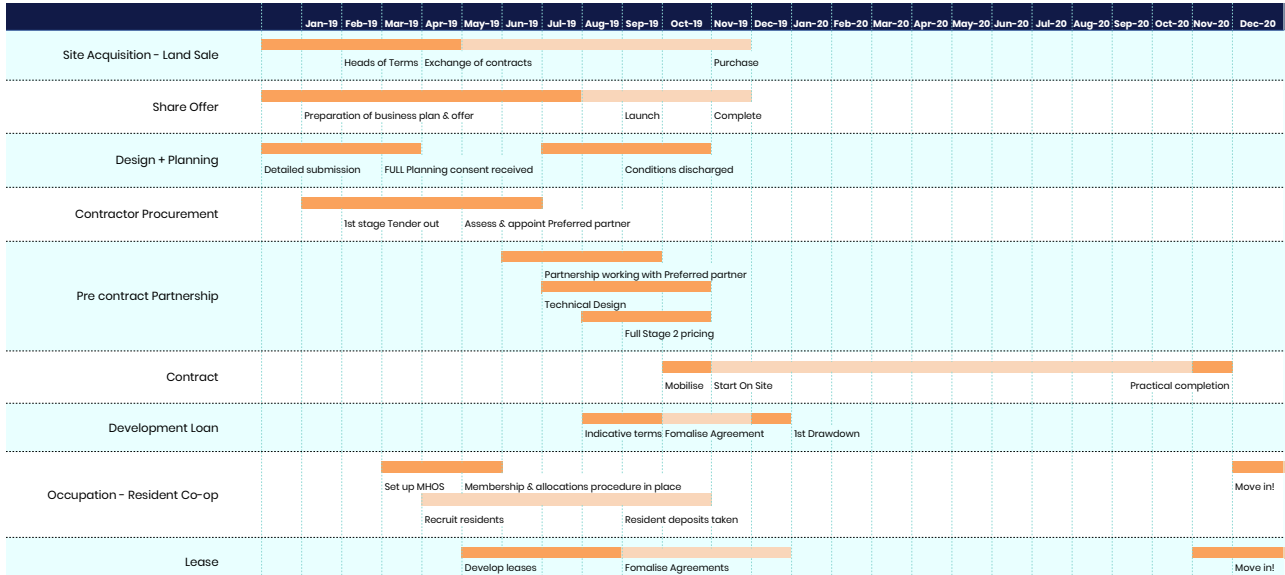 Jan-19 Feb-19 Mar-19 Apr-19 May-19 Jun-19 Jul-19 Aug-19 Sep-19 Oct-19 Nov-19 Dec-19 Jan-20 Feb-20 Mar-20 Apr-20 May-20 Jun-20 Jul-20 Aug-20 Sep-20 Oct-20 Nov-20 Dec-20
Site Acquisition - Land Sale
Heads of Terms Exchange of contracts Purchase
Share Offer
Preparation of business plan & offer Launch Complete
Design + Planning
Detailed submission FULL Planning consent received Conditions discharged
Contractor Procurement
1st stage Tender out Assess & appoint Preferred partner
Pre contract Partnership
Partnership working with Preferred partner
Technical Design
Full Stage 2 pricing
Contract
Mobilise Start On Site Practical completion
Development Loan
Indicative terms Fomalise Agreement 1st Drawdown
Occupation - Resident Co-op
Set up MHOS Membership & allocations procedure in place Move in!
Recruit residents Resident deposits taken
Lease
Develop leases Fomalise Agreements Move in!